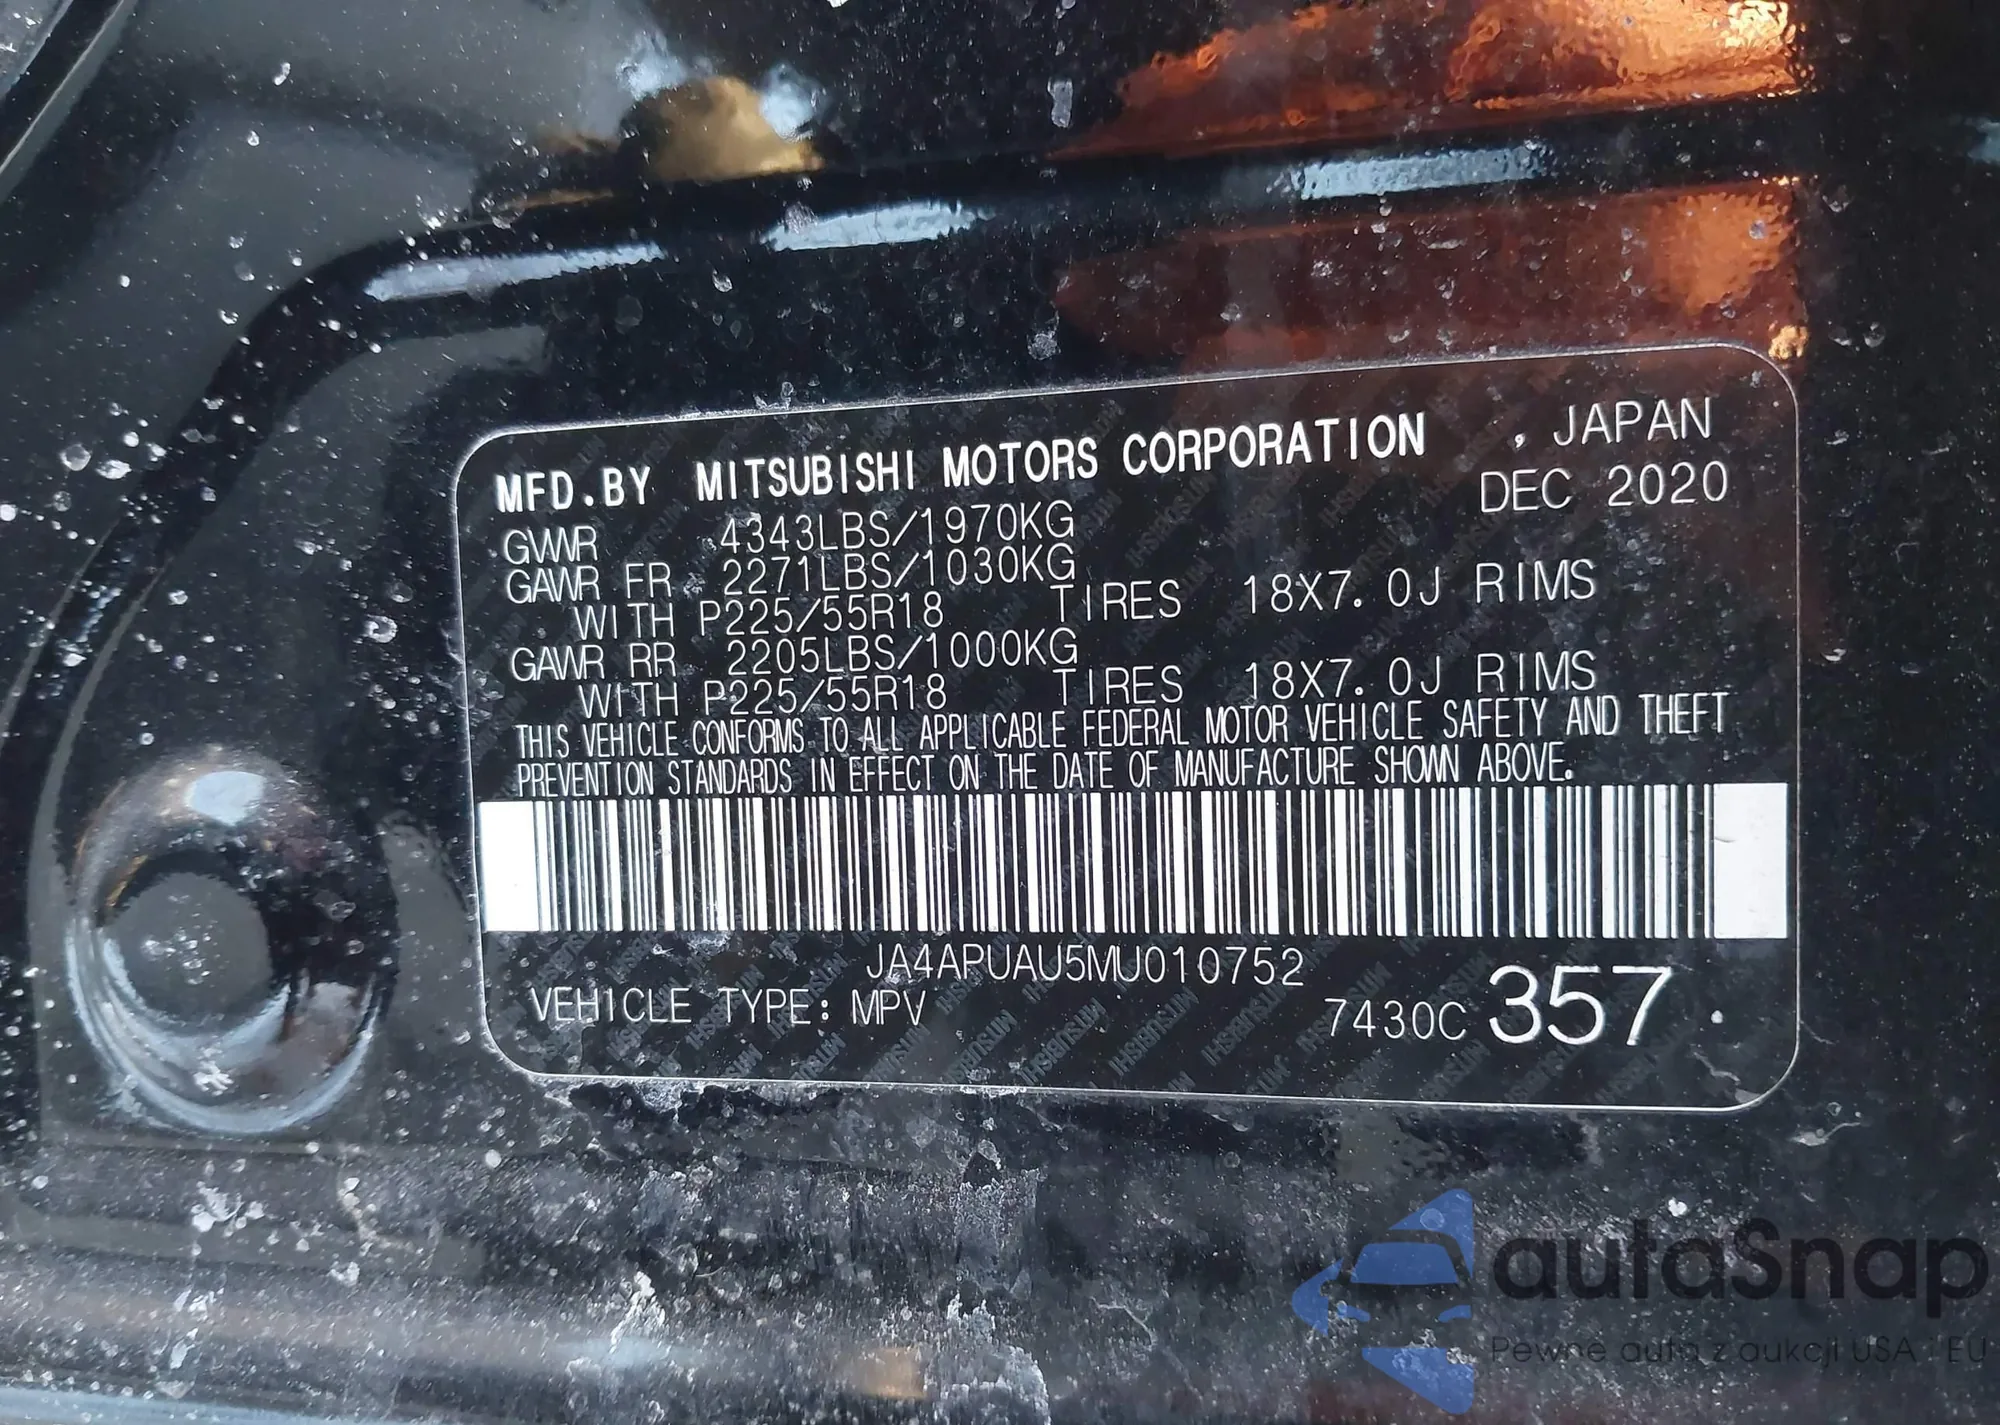 MFD.BY MITSUBISHI MOTORS CORPORATION , JAPAN
DEC 2020
GVWR 4343LBS/1970KG
GAWR FR 2271LBS/1030KG
WITH P225/55R18 TIRES 18X7.0J RIMS
GAWR RR 2205LBS/1000KG
WITH P225/55R18 TIRES 18X7.0J RIMS
THIS VEHICLE CONFORMS TO ALL APPLICABLE FEDERAL MOTOR VEHICLE SAFETY AND THEFT
PREVENTION STANDARDS IN EFFECT ON THE DATE OF MANUFACTURE SHOWN ABOVE.
JA4APUAU5MU010752
VEHICLE TYPE: MPV 7430C 357
autaSnap
Pewne auta z aukcji USA i EU